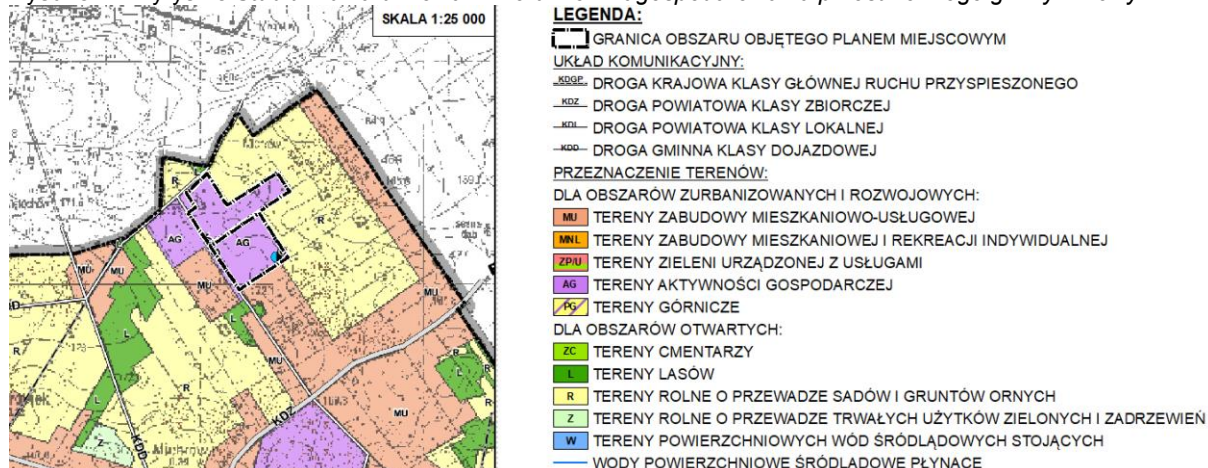 SKALA 1:25 000
R
R
AG
AG
MU
MU
MU
MU
L
L
R
R
MU
KDZ
MU
L
Z
KDD
L
R
LEGENDA:
GRANICA OBSZARU OBJĘTEGO PLANEM MIEJSCOWYM
UKŁAD KOMUNIKACYJNY:
KDGP DROGA KRAJOWA KLASY GŁÓWNEJ RUCHU PRZYSPIESZONEGO
KDZ DROGA POWIATOWA KLASY ZBIORCZEJ
KDL DROGA POWIATOWA KLASY LOKALNEJ
KDD DROGA GMINNA KLASY DOJAZDOWEJ
PRZEZNACZENIE TERENÓW:
DLA OBSZARÓW ZURBANIZOWANYCH I ROZWOJOWYCH:
MU TERENY ZABUDOWY MIESZKANIOWO-USŁUGOWEJ
MNL TERENY ZABUDOWY MIESZKANIOWEJ I REKREACJI INDYWIDUALNEJ
ZP/U TERENY ZIELENI URZĄDZONEJ Z USŁUGAMI
AG TERENY AKTYWNOŚCI GOSPODARCZEJ
PG TERENY GÓRNICZE
DLA OBSZARÓW OTWARTYCH:
ZC TERENY CMENTARZY
L TERENY LASÓW
R TERENY ROLNE O PRZEWADZE SADÓW I GRUNTÓW ORNYCH
Z TERENY ROLNE O PRZEWADZE TRWAŁYCH UŻYTKÓW ZIELONYCH I ZADRZEWIEŃ
W TERENY POWIERZCHNIOWYCH WÓD ŚRÓDLĄDOWYCH STOJĄCYCH
WODY POWIERZCHNIOWE ŚRÓDLĄDOWE PŁYNĄCE